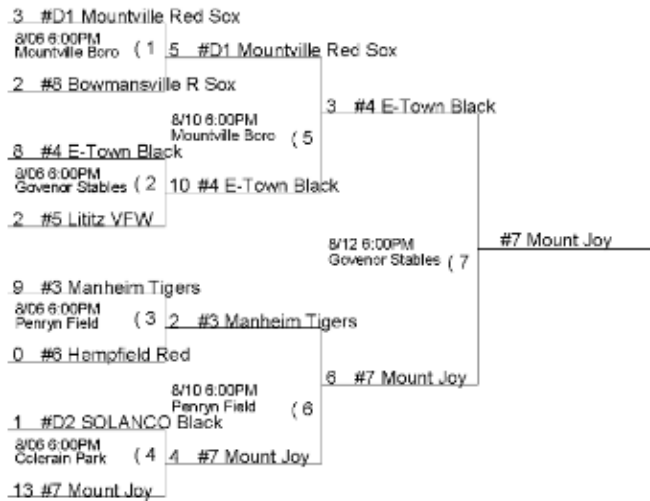 3 #D1 Mountville Red Sox
8/06 6:00PM
Mountville Boro ( 1
5 #D1 Mountville Red Sox
2 #8 Bowmansville R Sox
3 #4 E-Town Black
8/10 6:00PM
Mountville Boro ( 5
8 #4 E-Town Black
8/06 6:00PM
Govenor Stables ( 2
10 #4 E-Town Black
2 #5 Lititz VFW
8/12 6:00PM
Govenor Stables ( 7
#7 Mount Joy
9 #3 Manheim Tigers
8/06 6:00PM
Penryn Field ( 3
2 #3 Manheim Tigers
0 #6 Hempfield Red
6 #7 Mount Joy
8/10 6:00PM
Penryn Field ( 6
1 #D2 SOLANCO Black
8/06 6:00PM
Colerain Park ( 4
4 #7 Mount Joy
13 #7 Mount Joy